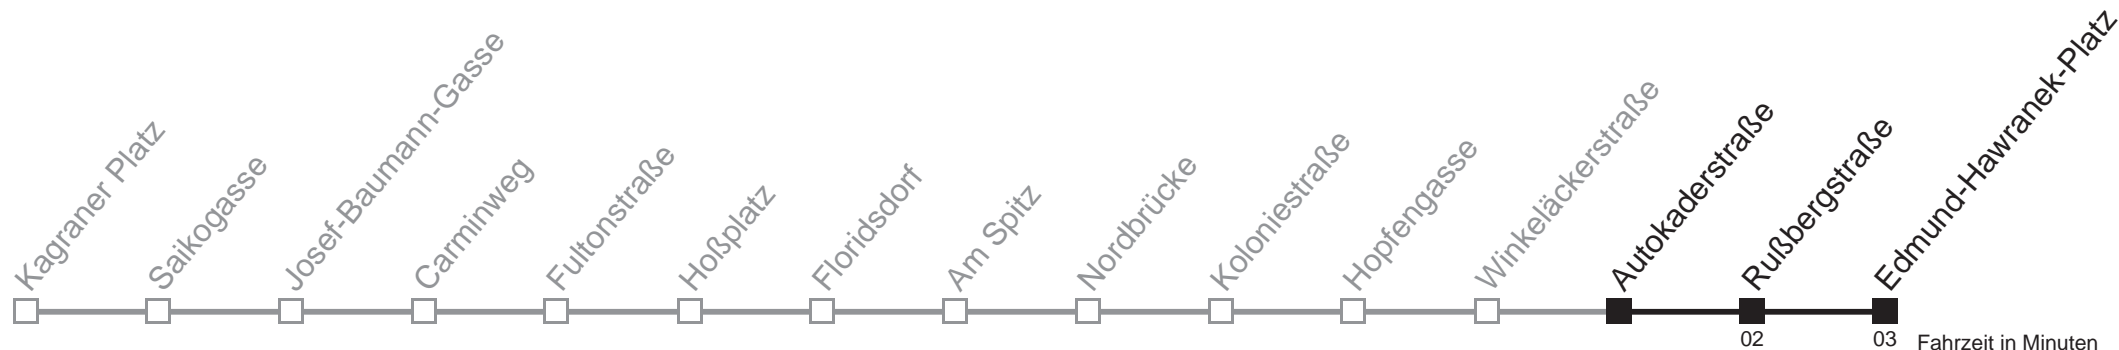 Kagraner Platz
Saikogasse
Josef-Baumann-Gasse
Carminweg
Fultonstraße
Hoßplatz
Floridsdorf
Am Spitz
Nordbrücke
Koloniestraße
Hopfengasse
Winkeläckerstraße
Autokaderstraße
Rußbergstraße
Edmund-Hawranek-Platz
02
03
Fahrzeit in Minuten